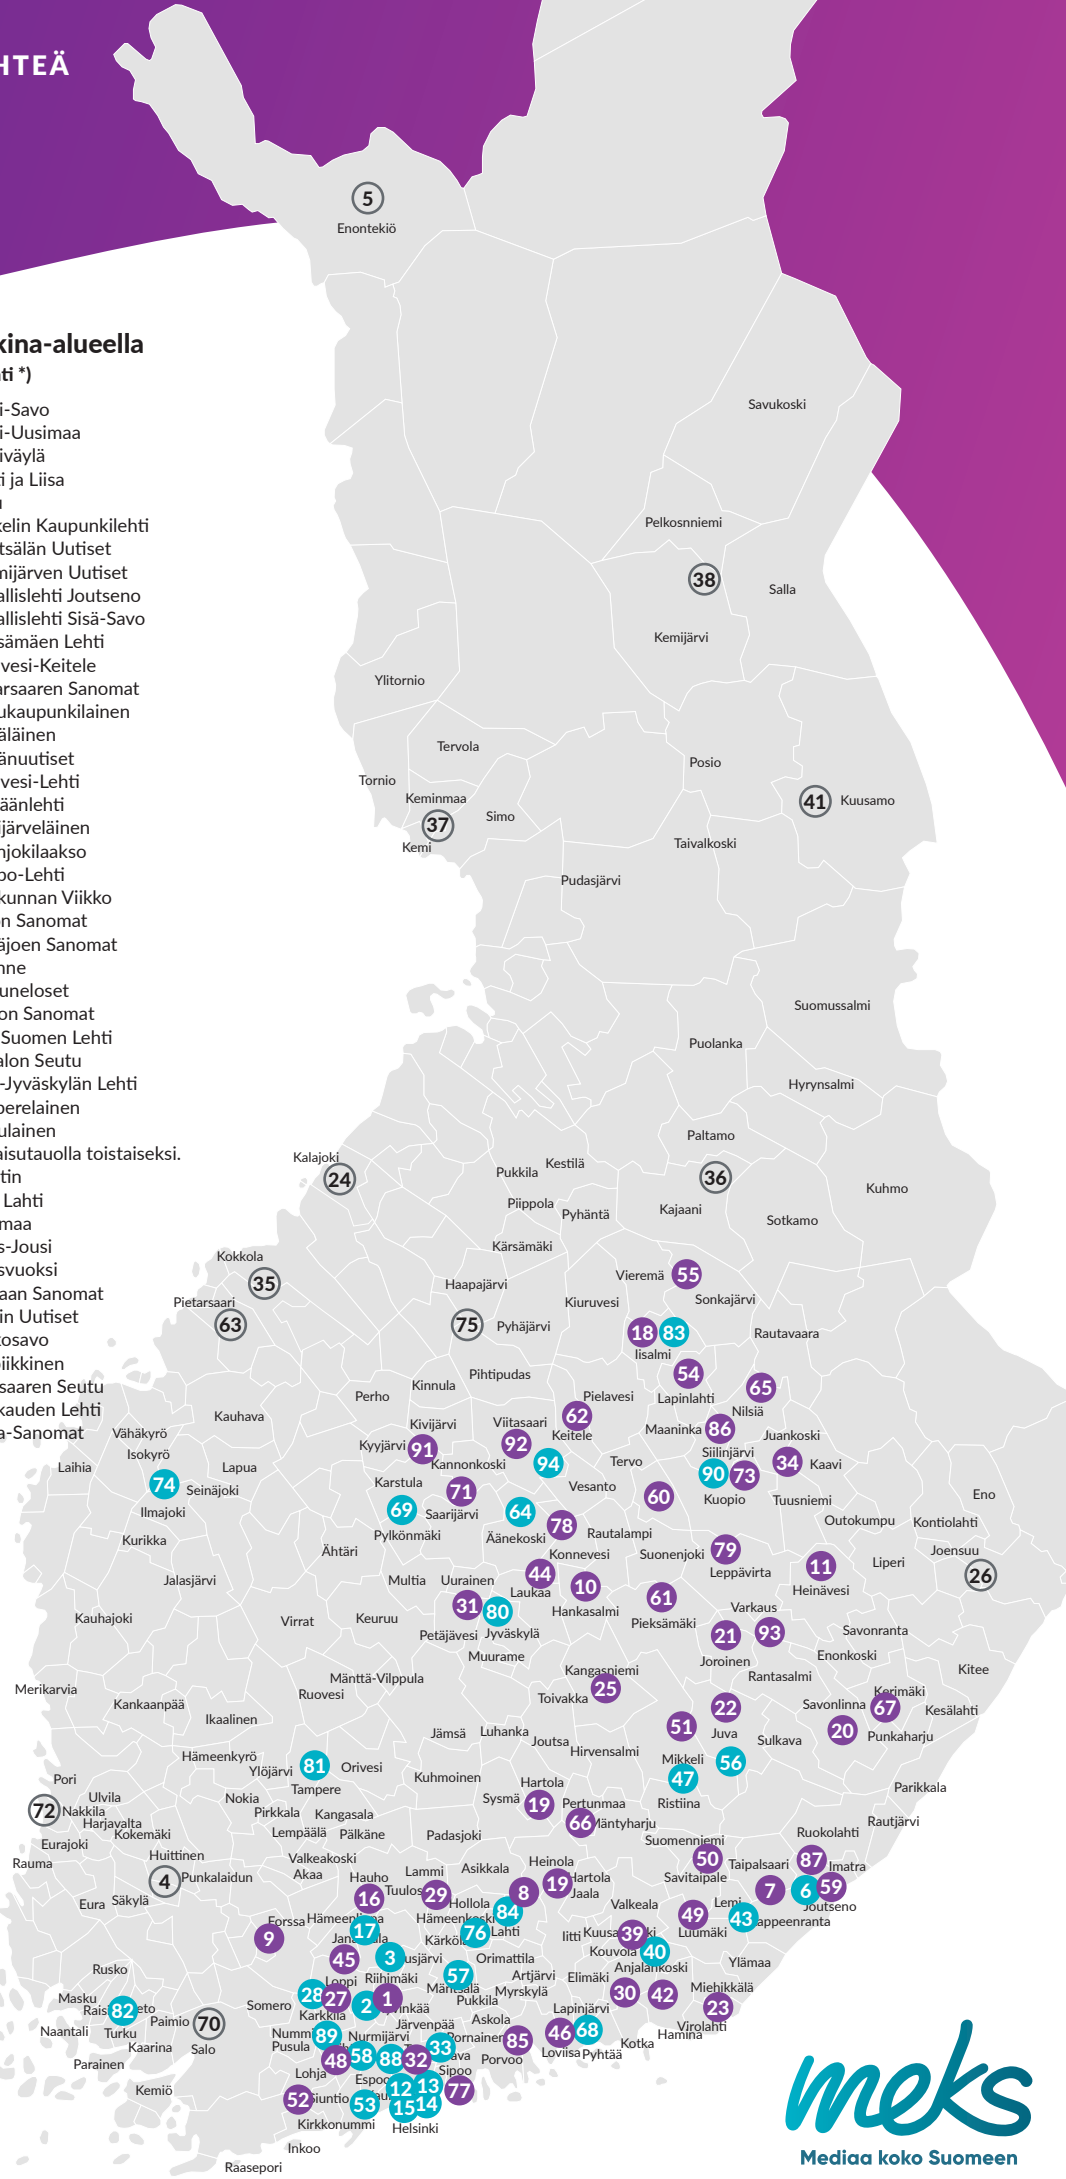 HTEÄ
kina-alueella
ti *)
i-Savo
i-Uusimaa
iväylä
i ja Liisa
kelin Kaupunkilehti
tsälän Uutiset
mijärven Uutiset
allislehti Joutseno
allislehti Sisä-Savo
sämäen Lehti
vesi-Keitele
arsaaren Sanomat
ukaupunkilainen
äläinen
änuutiset
vesi-Lehti
äänlehti
ijärveläinen
njokilaakso
po-Lehti
kunnan Viikko
n Sanomat
äjoen Sanomat
nne
uneloset
on Sanomat
-Suomen Lehti
alon Seutu
-Jyväskylän Lehti
perelainen
ulainen
aisutauolla toistaiseksi.
tin
Lahti
maa
s-Jousi
svuoksi
aan Sanomat
in Uutiset
kosavo
piikkinen
saaren Seutu
kauden Lehti
a-Sanomat
5
Enontekiö
Savukoski
Pelkosnniemi
38
Salla
Kemijärvi
Ylitornio
Tervola
Posio
Tornio
Keminmaa
41 Kuusamo
37
Simo
Kemi
Taivalkoski
Pudasjärvi
Suomussalmi
Puolanka
Hyrynsalmi
Paltamo
Kalajoki
24
Pukkila Kestilä
36
Kuhmo
Piippola
Pyhäntä
Kajaani
Sotkamo
Kärsämäki
Kokkola
35
Haapajärvi
Vieremä 55
Sonkajärvi
Pietarsaari
63
75 Pyhäjärvi
Kiuruvesi
18 83
Iisalmi
Rautavaara
Pihtipudas
54
Lapinlahti
65
Nilsiä
Perho
Kinnula
Pielavesi
62
Keitele
Kauhava
Vähäkyrö
Isokyrö
Kivijärvi
Viitasaari
92
Maaninka 86
Juankoski
Kyyjärvi 91
Kannonkoski
94
Siilinjärvi
34 Kaavi
Laihia
Lapua
Tervo
90 73
Kuopio
74 Seinäjoki
Ilmajoki
Karstula
71
Saarijärvi
Vesanto
60
Tuusniemi
Eno
69
Pylkönmäki
64
Äänekoski
78
Rautalampi
Outokumpu
Kontiolahti
Kurikka
Ähtäri
Konnevesi
Suonenjoki
79
Leppävirta
Liperi
Joensuu
26
Jalasjärvi
Multia
Uurainen
44
Laukaa
10
Hankasalmi
11
Heinävesi
Kauhajoki
Virrat
Keuruu
31 80
Petäjävesi
Jyväskylä
61
Pieksämäki
Varkaus
93
21
Joroinen
Savonranta
Muurame
Enonkoski
Kitee
Merikarvia
Mänttä-Vilppula
Ruovesi
Kangasniemi
25
Rantasalmi
Kerimäki
Kankaanpää
Toivakka
Savonlinna
67
Kesälahti
Ikaalinen
Jämsä
Luhanka
Joutsa
51
22
Juva
Sulkava
20
Punkaharju
Hämeenkyrö
Ylöjärvi
81
Tampere
Orivesi
Kuhmoinen
Hirvensalmi
Mikkeli
47
56
Ristiina
Parikkala
Pori
Ulvila
Nokia
Hartola
Sysmä 19
Pertunmaa
66
Mäntyharju
Rautjärvi
72
Nakkila
Harjavalta
Pirkkala
Kangasala
Kokemäki
Lempäälä
Pälkäne
Padasjoki
Suomenniemi
Ruokolahti
Eurajoki
Rauma
Huittinen
4
Punkalaidun
Valkeakoski
Akaa
Hauho
16
Tuulos
Lammi
29
Asikkala
Heinola
19
Hartola
Jaala
50
Savitaipale
Taipalsaari
87
Imatra
Eura
Säkylä
8
7
6 59
Joutseno
Forssa
9
Hämeenlinna
17
Hämeenkoski
Hollola
84
Lahti
Valkeala
49
Luumäki
Lemi
43
Lappeenranta
45
3
Kärkölä
76
Orimattila
Iitti
39
Kouvola
40
Ylämaa
Rusko
Loppi
Riihimäki
57
Mäntsälä
Artjärvi
Elimäki
Anjalankoski
Miehikkälä
Masku
82
Turku
Naantali
Kaarina
Parainen
Paimio
70
Salo
Somero
28 27
Karkkila
2 1
Pukkila
Myrskylä
30
42
23
Virolahti
Järvenpää
Askola
Lapinjärvi
46 68
Loviisa
Pyhtää
Kotka
Hamina
Pusula
89
Nurmijärvi
Pornainen
85
Porvoo
48
Lohja
58
88
32
33
Sipoo
Kemiö
Espoo
77
52
Siuntio
53
12 13
15 14
Kirkkonummi
Helsinki
Inkoo
Raasepori
meks
Mediaa koko Suomeen